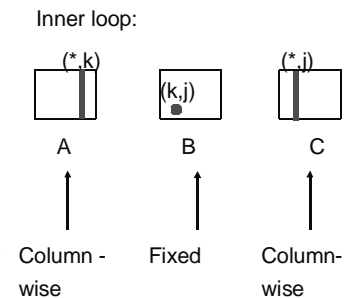 Inner loop:
(*,k)
(k,j)
(*,j)
A
B
C
Column -
wise
Fixed
Column-
wise